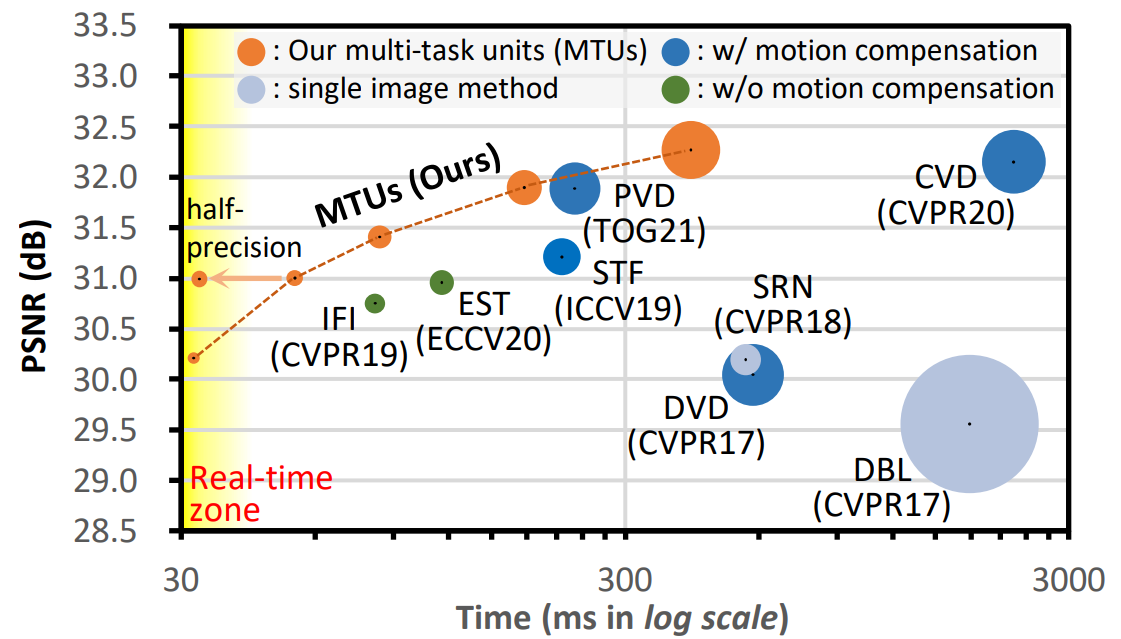 33.5
33.0
32.5
32.0
31.5
31.0
30.5
30.0
29.5
29.0
28.5
PSNR (dB)
: Our multi-task units (MTUs)
: w/ motion compensation
: single image method
: w/o motion compensation
MTUs (Ours)
half-
precision
PVD
(TOG21)
CVD
(CVPR20)
STF
(ICCV19)
SRN
(CVPR18)
IFI
(CVPR19)
EST
(ECCV20)
DVD
(CVPR17)
DBL
(CVPR17)
Real-time
zone
30
300
3000
Time (ms in log scale)